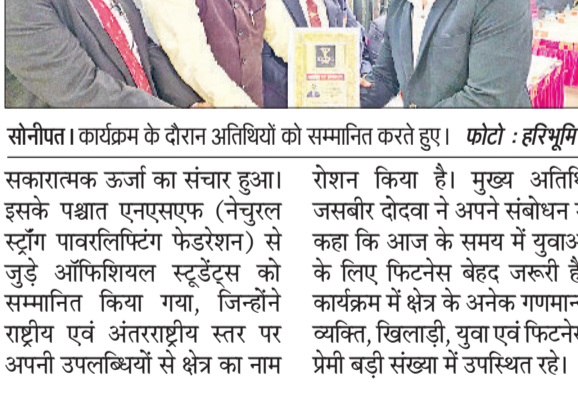 सोनीपत। कार्यक्रम के दौरान अतिथियों को सम्मानित करते हुए। फोटो : हरिभूमि
सकारात्मक ऊर्जा का संचार हुआ।
इसके पश्चात एनएसएफ (नेचुरल
स्ट्रॉंग पावरलिफ्टिंग फेडरेशन) से
जुड़े ऑफिशियल स्टूडेंट्स को
सम्मानित किया गया, जिन्होंने
राष्ट्रीय एवं अंतरराष्ट्रीय स्तर पर
अपनी उपलब्धियों से क्षेत्र का नाम
रोशन किया है। मुख्य
जसबीर दोदवा ने अपने संबोधन
कहा कि आज के समय में
के लिए फिटनेस बेहद जरूरी
कार्यक्रम में क्षेत्र के अनेक
व्यक्ति, खिलाड़ी, युवा एवं फिटनेस
प्रेमी बड़ी संख्या में उपस्थित रहे।